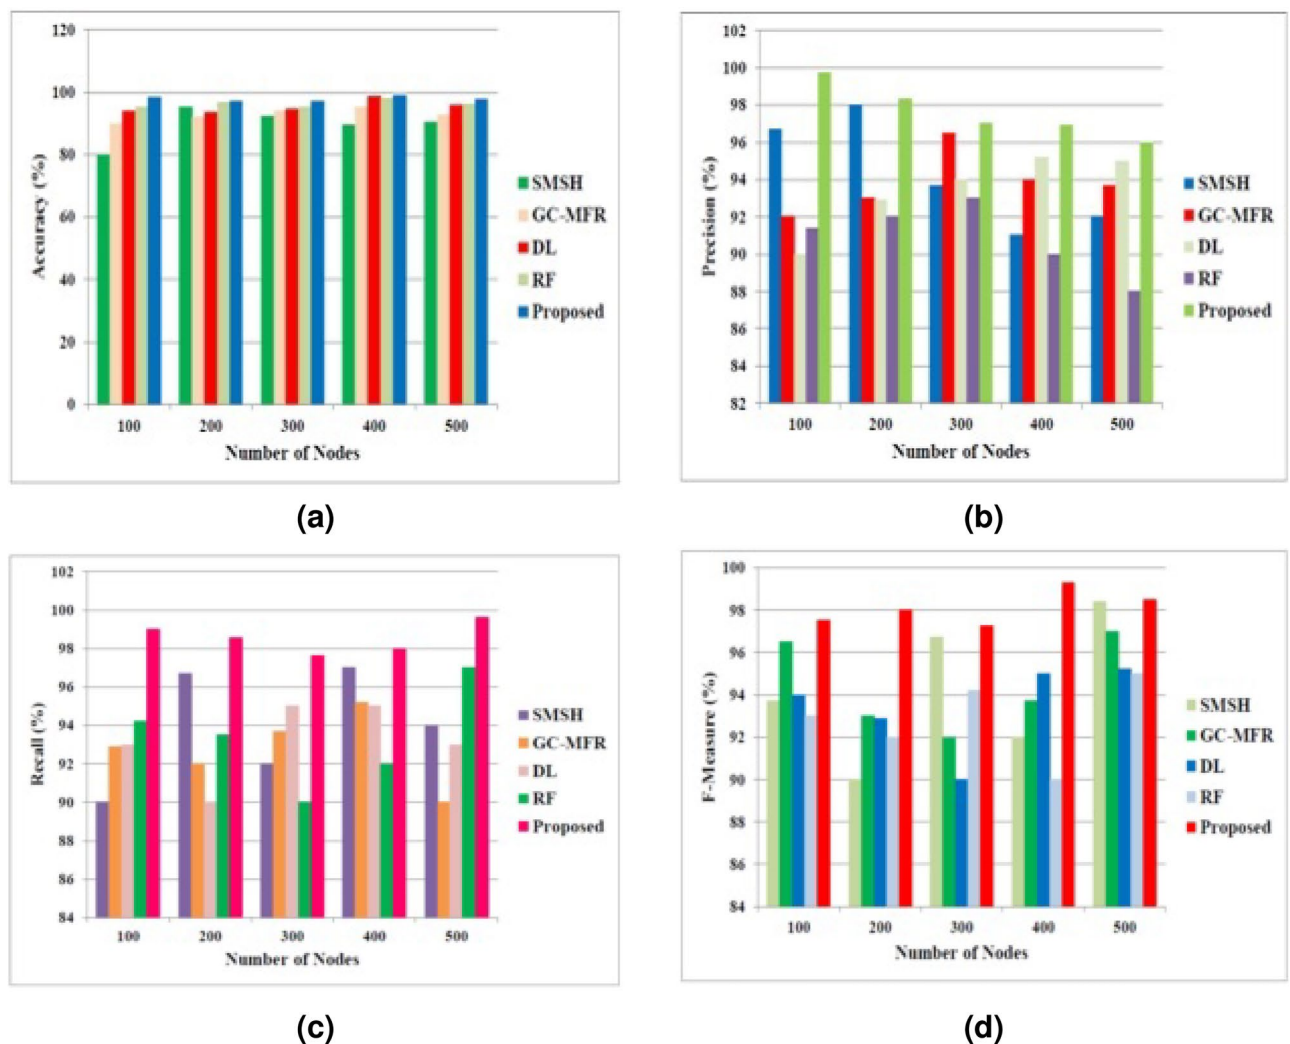 120
100
80
60
40
20
0
Accuracy (%)
100 200 300 400 500
Number of Nodes
SMSH
GC-MFR
DL
RF
Proposed
(a)
102
100
98
96
94
92
90
88
86
84
82
Precision (%)
100 200 300 400 500
Number of Nodes
SMSH
GC-MFR
DL
RF
Proposed
(b)
102
100
98
96
94
92
90
88
86
84
Recall (%)
100 200 300 400 500
Number of Nodes
SMSH
GC-MFR
DL
RF
Proposed
(c)
100
98
96
94
92
90
88
86
84
F-Measure (%)
100 200 300 400 500
Number of Nodes
SMSH
GC-MFR
DL
RF
Proposed
(d)